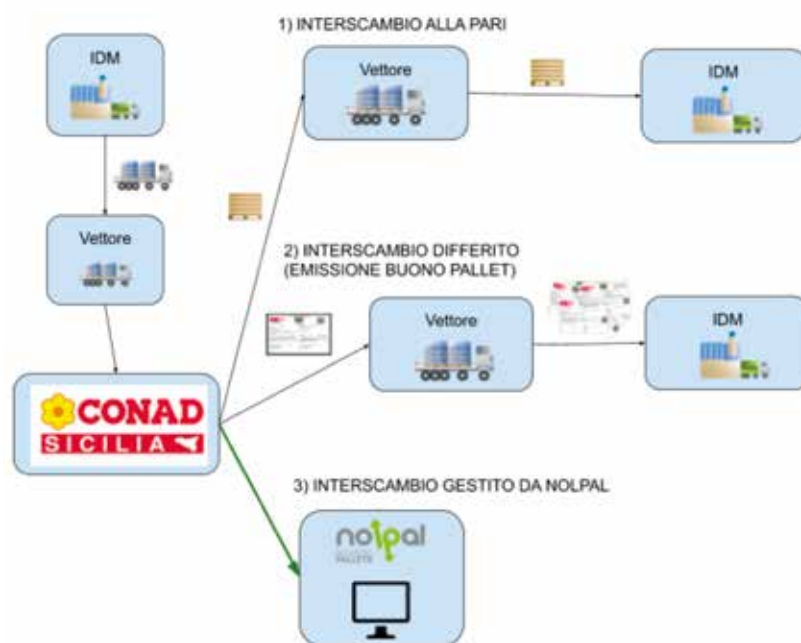 1) INTERSCAMBIO ALLA PARI
IDM
Vettore
IDM
Vettore
2) INTERSCAMBIO DIFFERITO
(EMISSIONE BUONO PALLET)
Vettore
IDM
CONAD
SICILIA
3) INTERSCAMBIO GESTITO DA NOLPAL
nolpal
PALLETS